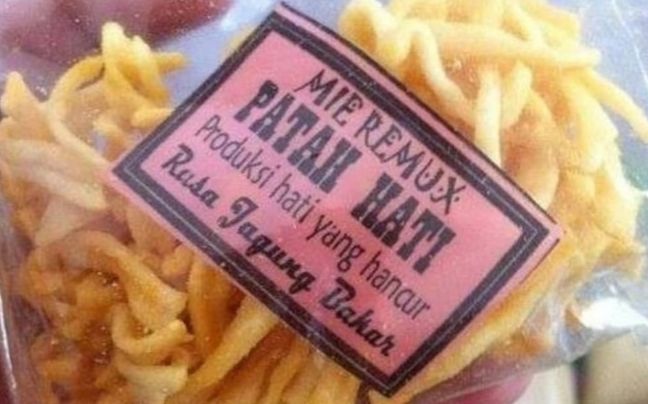 MIE REMUX
PATAH HATI
Produksi hati yang hancur
Rasa Jagung Bakar